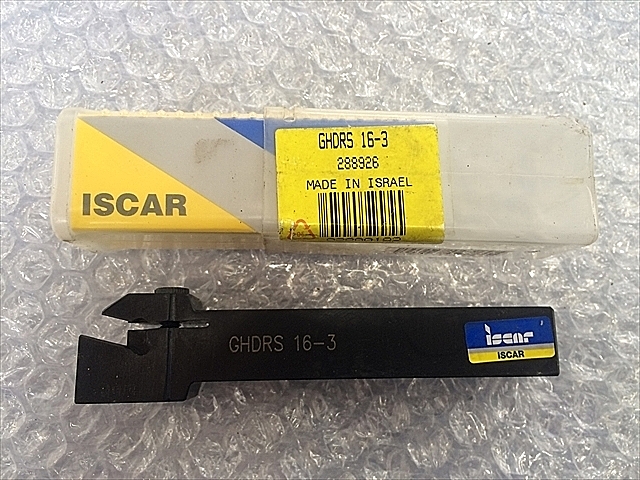 ISCAR
GHDRS 16-3
288926
MADE IN ISRAEL
GHDRS 16-3
iscar
ISCAR